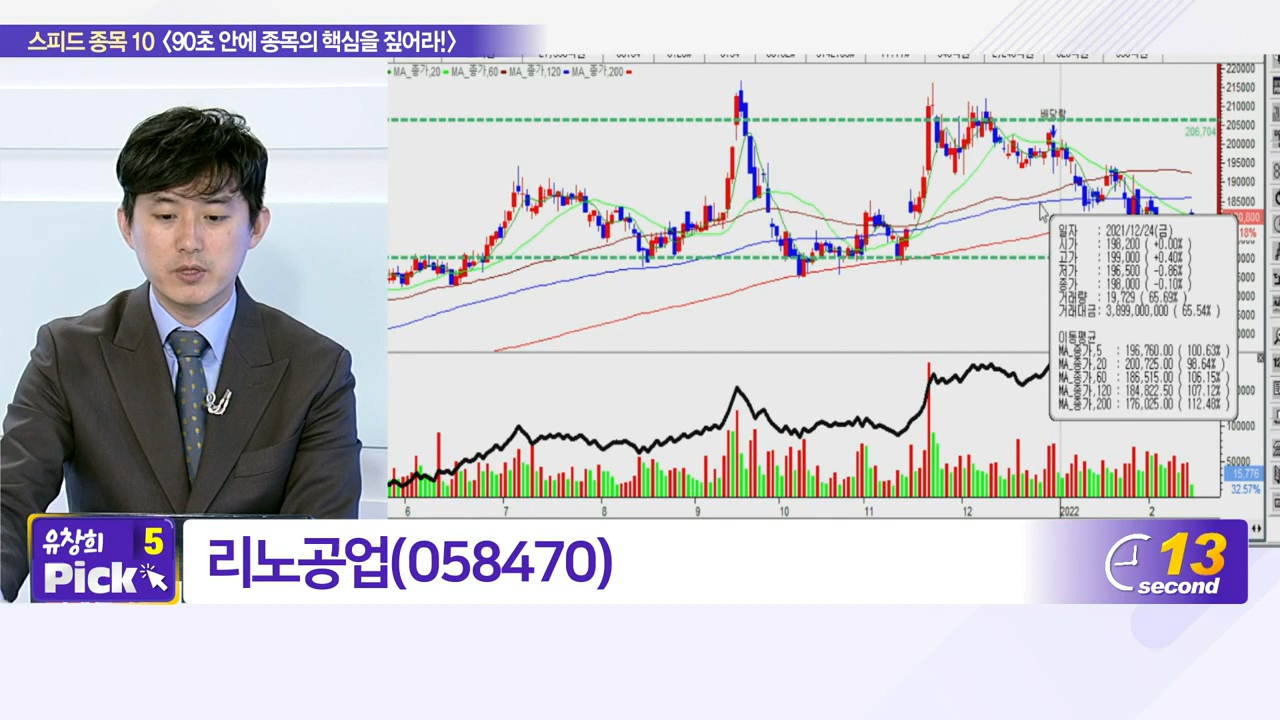 스피드 종목 10 〈90초 안에 종목의 핵심을 짚어라!〉
MA_종가,20 MA_종가,60 MA_종가,120 MA_종가,200
220000
215000
210000
205000
200000
195000
190000
185000
배당락
206,704
일자 : 2021/12/24(금)
시가 : 198,200 ( +0.00% )
고가 : 199,000 ( +0.40% )
저가 : 196,500 ( -0.86% )
종가 : 198,000 ( -0.10% )
거래량 : 19,729 ( 65.69% )
거래대금 : 3,899,000,000 ( 65.54% )
이동평균
MA_종가,5 : 196,760.00 ( 100.63% )
MA_종가,20 : 200,725.00 ( 98.64% )
MA_종가,60 : 186,515.00 ( 106.15% )
MA_종가,120 : 184,822.50 ( 107.12% )
MA_종가,200 : 176,025.00 ( 112.48% )
100000
50000
15,776
32.57%
6 7 8 9 10 11 12 2022 2
유창희 5
Pick
리노공업(058470)
13
second